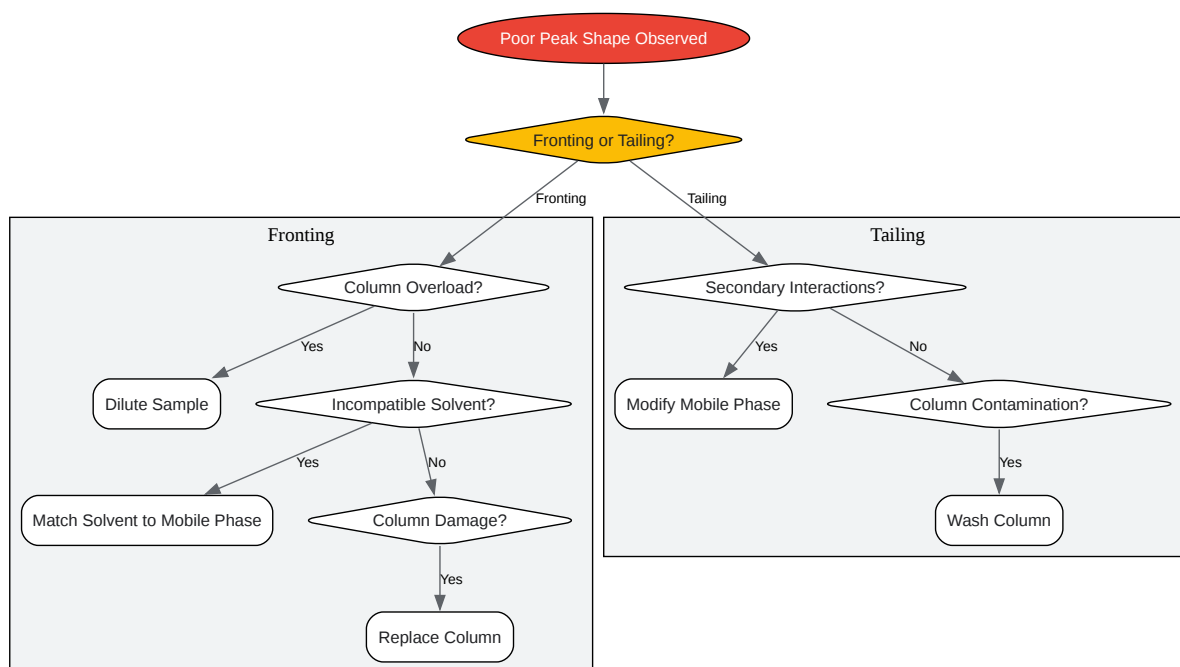 Poor Peak Shape Observed
Fronting or Tailing?
Fronting
Tailing
Fronting
Column Overload?
Yes
No
Dilute Sample
Incompatible Solvent?
Yes
No
Match Solvent to Mobile Phase
Column Damage?
Yes
Replace Column
Tailing
Secondary Interactions?
Yes
No
Modify Mobile Phase
Column Contamination?
Yes
Wash Column